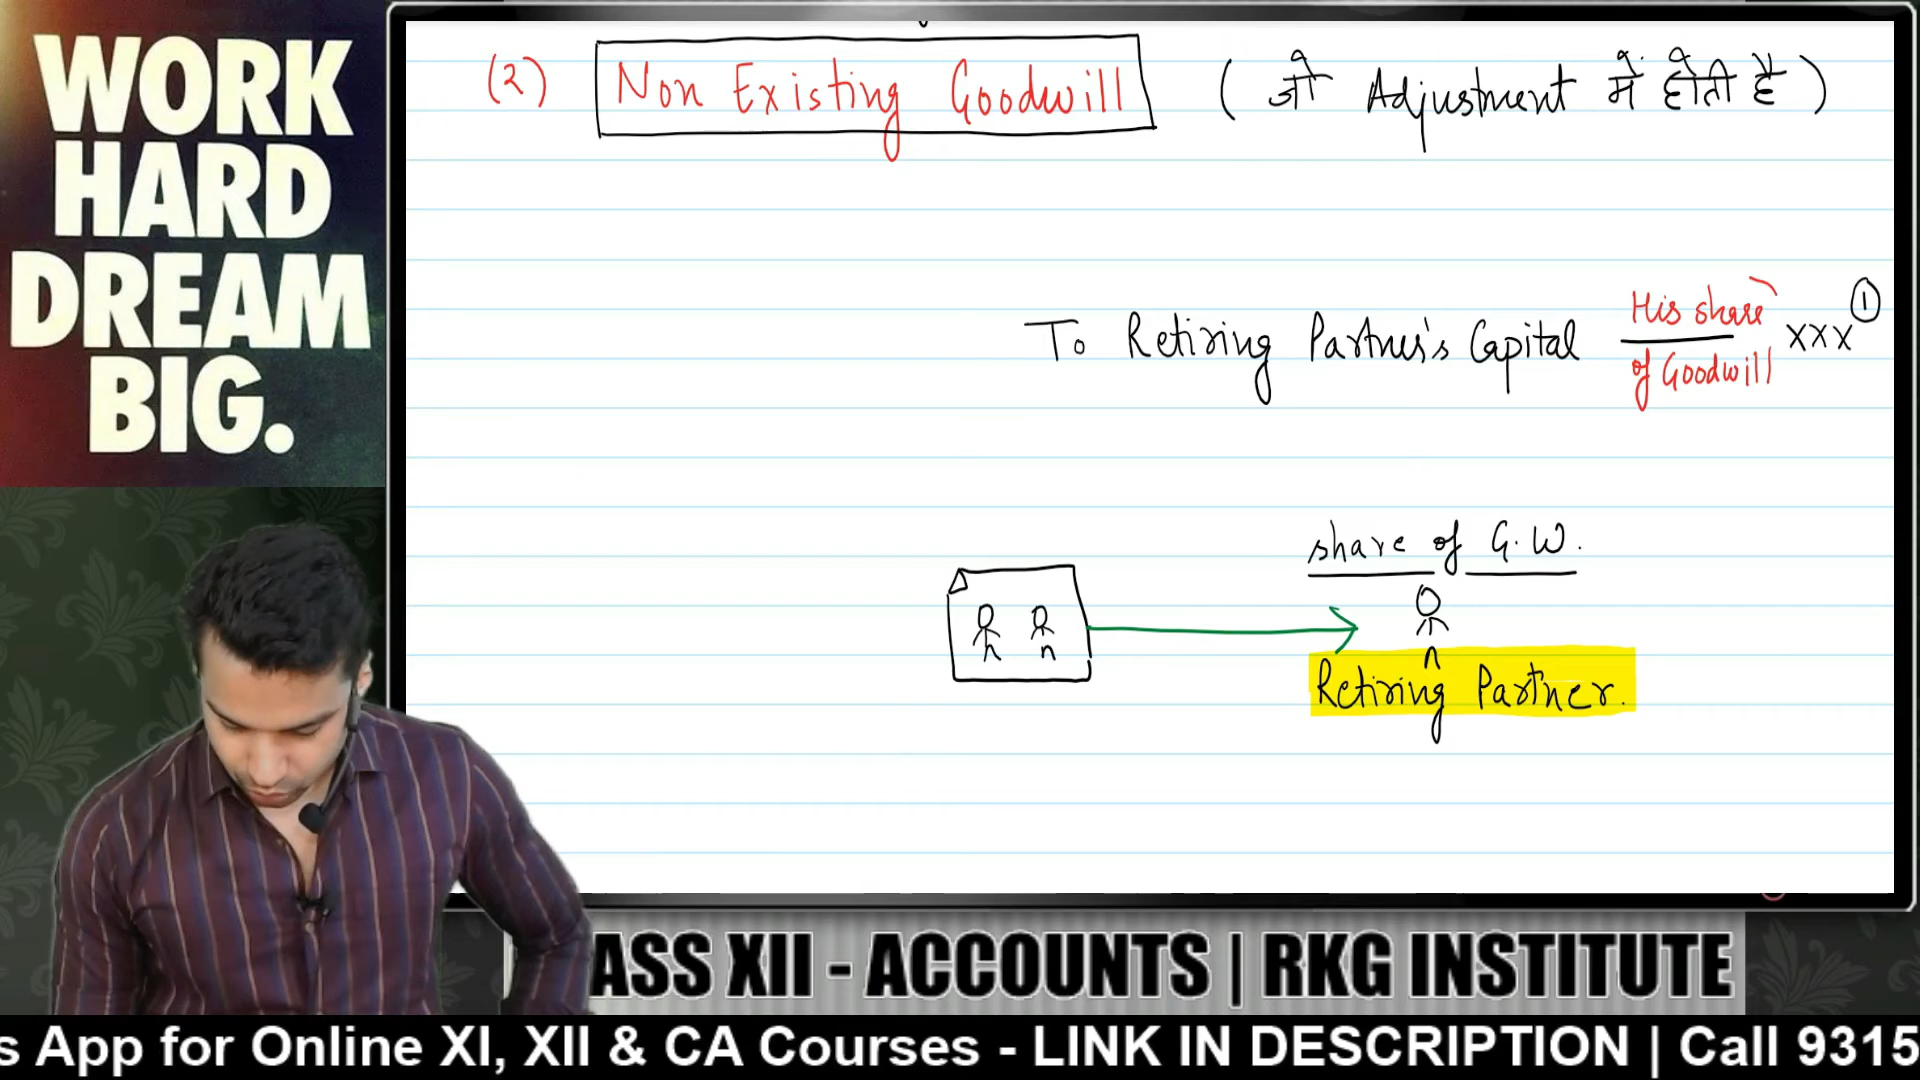 WORK
HARD
DREAM
BIG.
(2) Non Existing Goodwill ( जो Adjustment में होती है )
To Retiring Partner's Capital His share of Goodwill xxx ①
share of G.W.
Retiring Partner.
ASS XII - ACCOUNTS | RKG INSTITUTE
s App for Online XI, XII & CA Courses - LINK IN DESCRIPTION | Call 9315